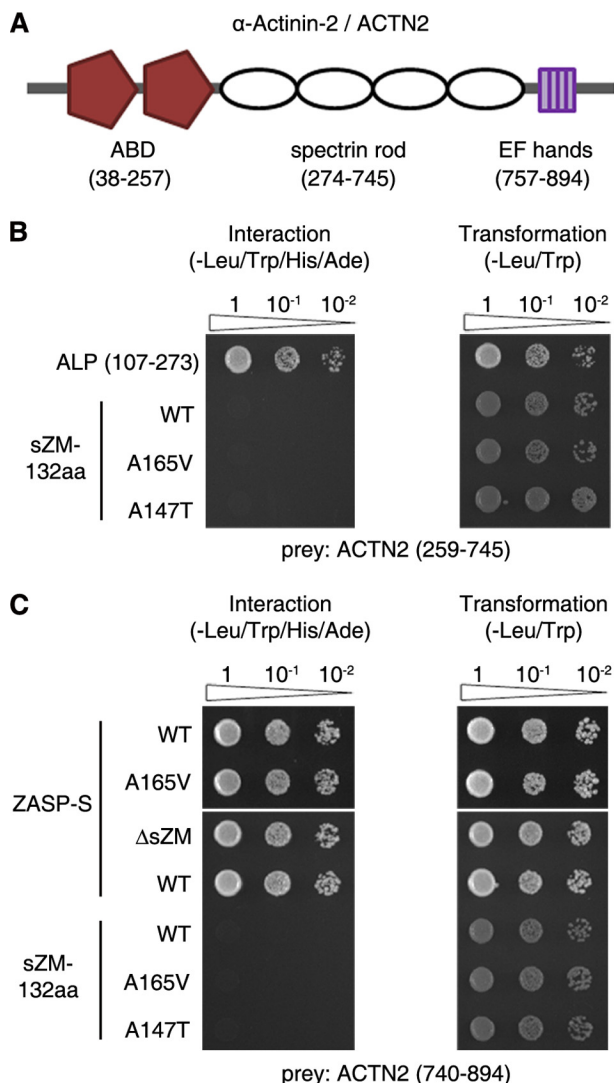 A
α-Actinin-2 / ACTN2
ABD
(38-257)
spectrin rod
(274-745)
EF hands
(757-894)
B
Interaction
(-Leu/Trp/His/Ade)
Transformation
(-Leu/Trp)
1 10⁻¹ 10⁻²
1 10⁻¹ 10⁻²
ALP (107-273)
sZM-
132aa
WT
A165V
A147T
prey: ACTN2 (259-745)
C
Interaction
(-Leu/Trp/His/Ade)
Transformation
(-Leu/Trp)
1 10⁻¹ 10⁻²
1 10⁻¹ 10⁻²
ZASP-S
WT
A165V
ΔsZM
WT
sZM-
132aa
WT
A165V
A147T
prey: ACTN2 (740-894)